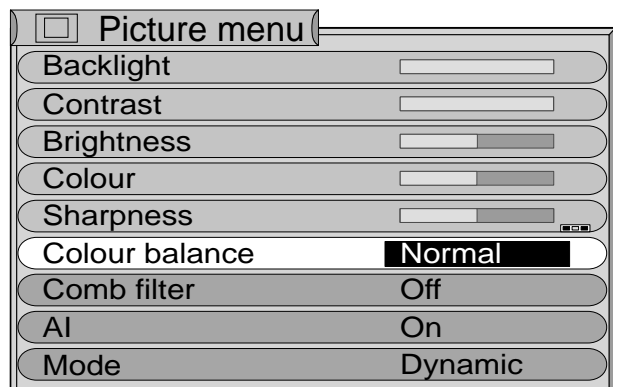 Picture menu
Backlight
Contrast
Brightness
Colour
Sharpness
Colour balance Normal
Comb filter Off
AI On
Mode Dynamic